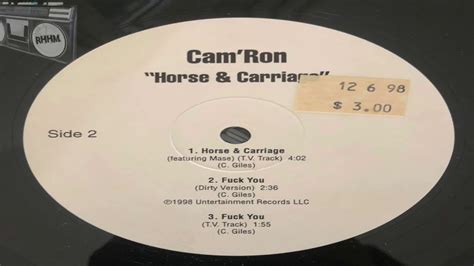 RHHM
Cam'Ron
"Horse & Carriage"
12 6 98
$ 3.00
Side 2
1. Horse & Carriage
(featuring Mase) (T.V. Track) 4:02
(C. Giles)
2. Fuck You
(Dirty Version) 2:36
(C. Giles)
℗1998 Untertainment Records LLC
3. Fuck You
(T.V. Track) 1:55
(C. Giles)